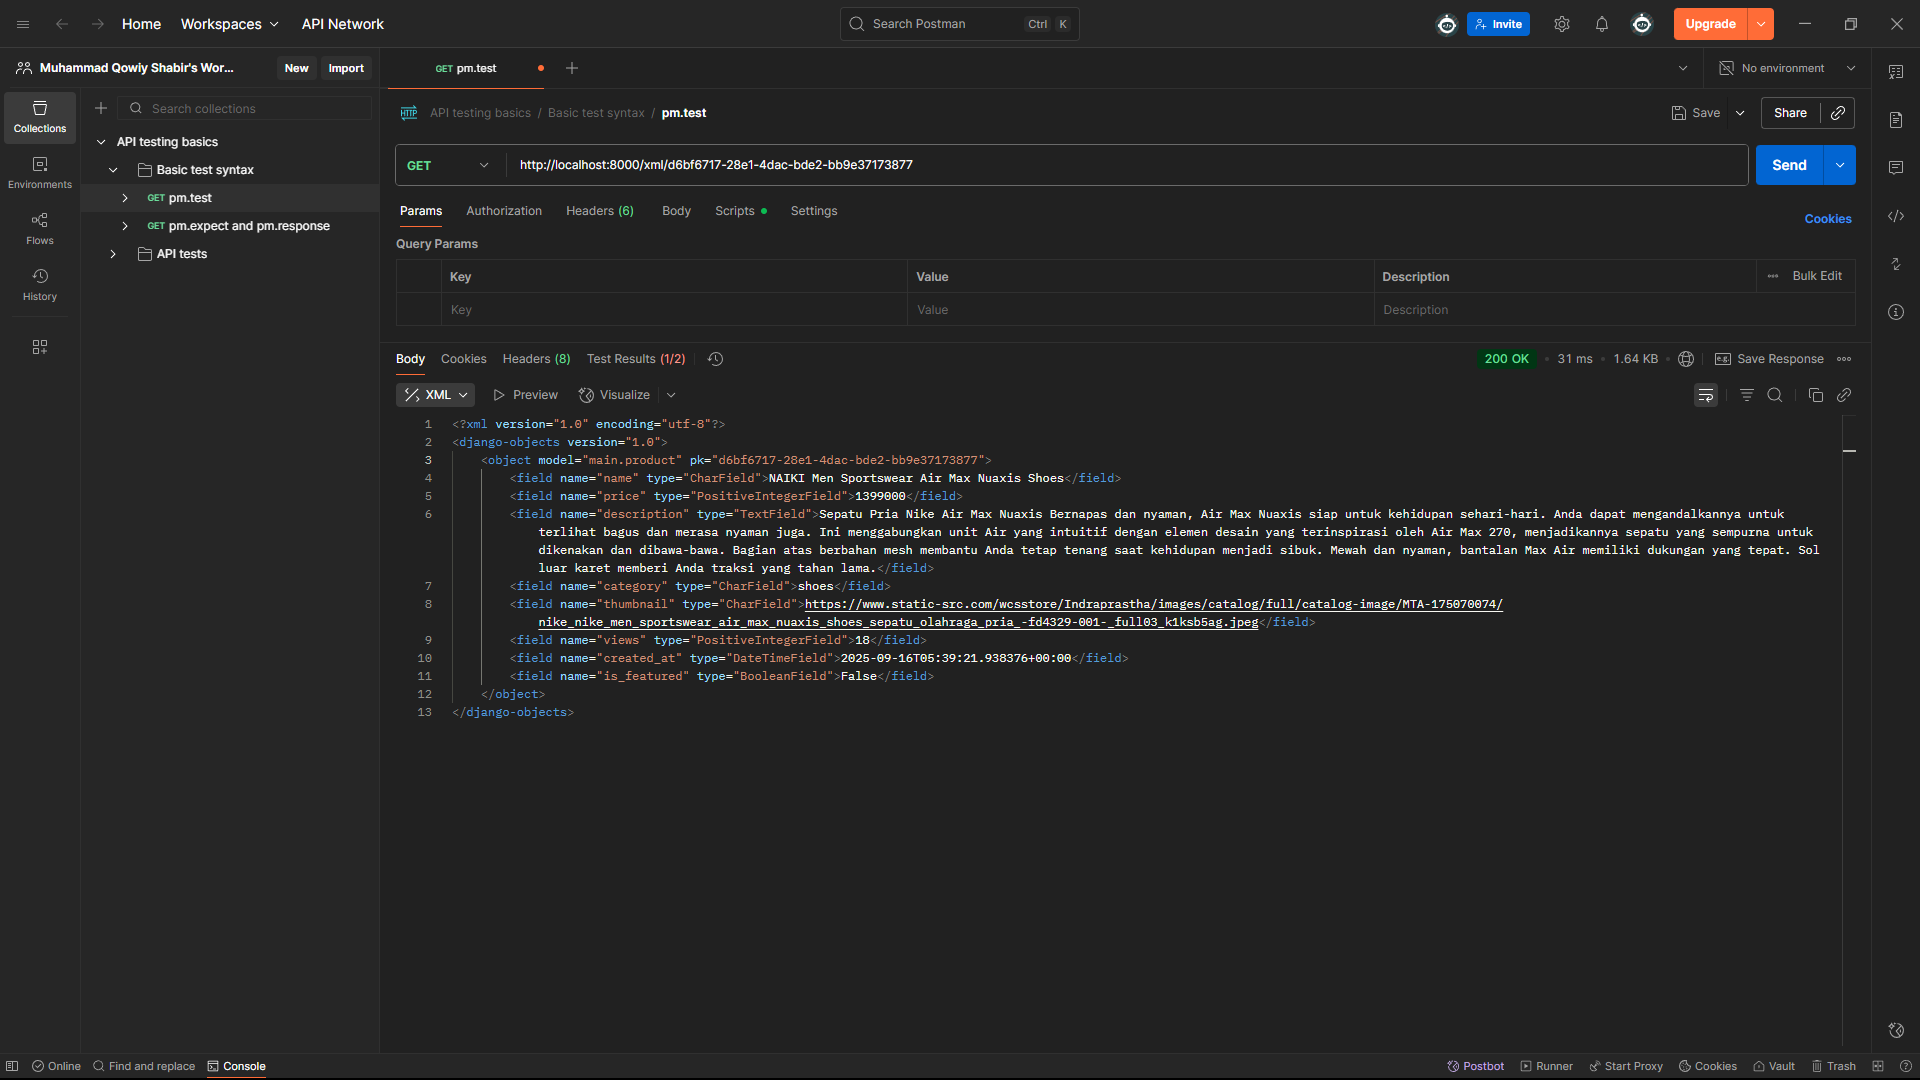 Home
Workspaces
API Network
Search Postman
Ctrl
K
Invite
Upgrade
Muhammad Qowiy Shabir's Wor...
New
Import
GET pm.test
No environment
Collections
Environments
Flows
History
Search collections
API testing basics
Basic test syntax
GET pm.test
GET pm.expect and pm.response
API tests
HTTP API testing basics / Basic test syntax / pm.test
Save
Share
GET
http://localhost:8000/xml/d6bf6717-28e1-4dac-bde2-bb9e37173877
Send
Params
Authorization
Headers (6)
Body
Scripts
Settings
Cookies
Query Params
Key
Value
Description
Bulk Edit
Key
Value
Description
Body
Cookies
Headers (8)
Test Results (1/2)
200 OK
31 ms
1.64 KB
e.g. Save Response
XML
Preview
Visualize
1 <?xml version="1.0" encoding="utf-8"?>
2 <django-objects version="1.0">
3 <object model="main.product" pk="d6bf6717-28e1-4dac-bde2-bb9e37173877">
4 <field name="name" type="CharField">NAIKI Men Sportswear Air Max Nuaxis Shoes</field>
5 <field name="price" type="PositiveIntegerField">1399000</field>
6 <field name="description" type="TextField">Sepatu Pria Nike Air Max Nuaxis Bernapas dan nyaman, Air Max Nuaxis siap untuk kehidupan sehari-hari. Anda dapat mengandalkannya untuk
terlihat bagus dan merasa nyaman juga. Ini menggabungkan unit Air yang intuitif dengan elemen desain yang terinspirasi oleh Air Max 270, menjadikannya sepatu yang sempurna untuk
dikenakan dan dibawa-bawa. Bagian atas berbahan mesh membantu Anda tetap tenang saat kehidupan menjadi sibuk. Mewah dan nyaman, bantalan Max Air memiliki dukungan yang tepat. Sol
luar karet memberi Anda traksi yang tahan lama.</field>
7 <field name="category" type="CharField">shoes</field>
8 <field name="thumbnail" type="CharField">https://www.static-src.com/wcsstore/Indraprastha/images/catalog/full/catalog-image/MTA-175070074/
nike_nike_men_sportswear_air_max_nuaxis_shoes_sepatu_olahraga_pria_-fd4329-001-_full03_k1ksb5ag.jpeg</field>
9 <field name="views" type="PositiveIntegerField">18</field>
10 <field name="created_at" type="DateTimeField">2025-09-16T05:39:21.938376+00:00</field>
11 <field name="is_featured" type="BooleanField">False</field>
12 </object>
13 </django-objects>
Online
Find and replace
Console
Postbot
Runner
Start Proxy
Cookies
Vault
Trash